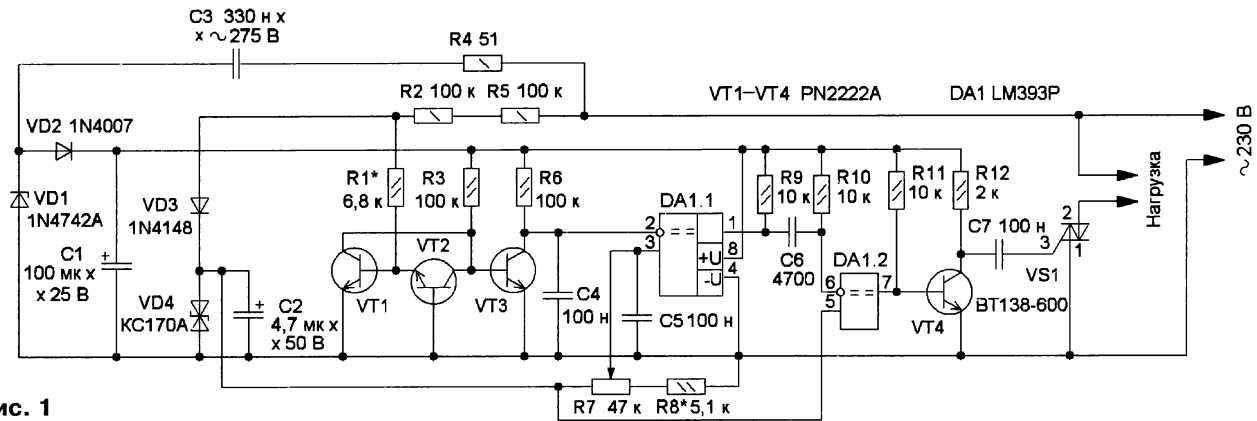 С3 330 н х
х ~275 В
R4 51
R2 100 к
R5 100 к
VT1–VT4 PN2222A
DA1 LM393P
VD2 1N4007
~230 В
Нагрузка
VD1
1N4742A
VD3
1N4148
R1*
6,8 к
R3
100 к
R6
100 к
DA1.1
2
3
==
1
+U
8
-U
4
R9
10 к
R10
10 к
R11
10 к
R12
2 к
C7 100 н
2
3
1
VS1
BT138-600
C1
100 мк х
х 25 В
+
VT2
VT1
VT3
C6
4700
DA1.2
6
5
==
7
VT4
VD4
КС170А
+
C2
4,7 мк х
х 50 В
C4
100 н
C5 100 н
R7 47 к
R8* 5,1 к
ис. 1